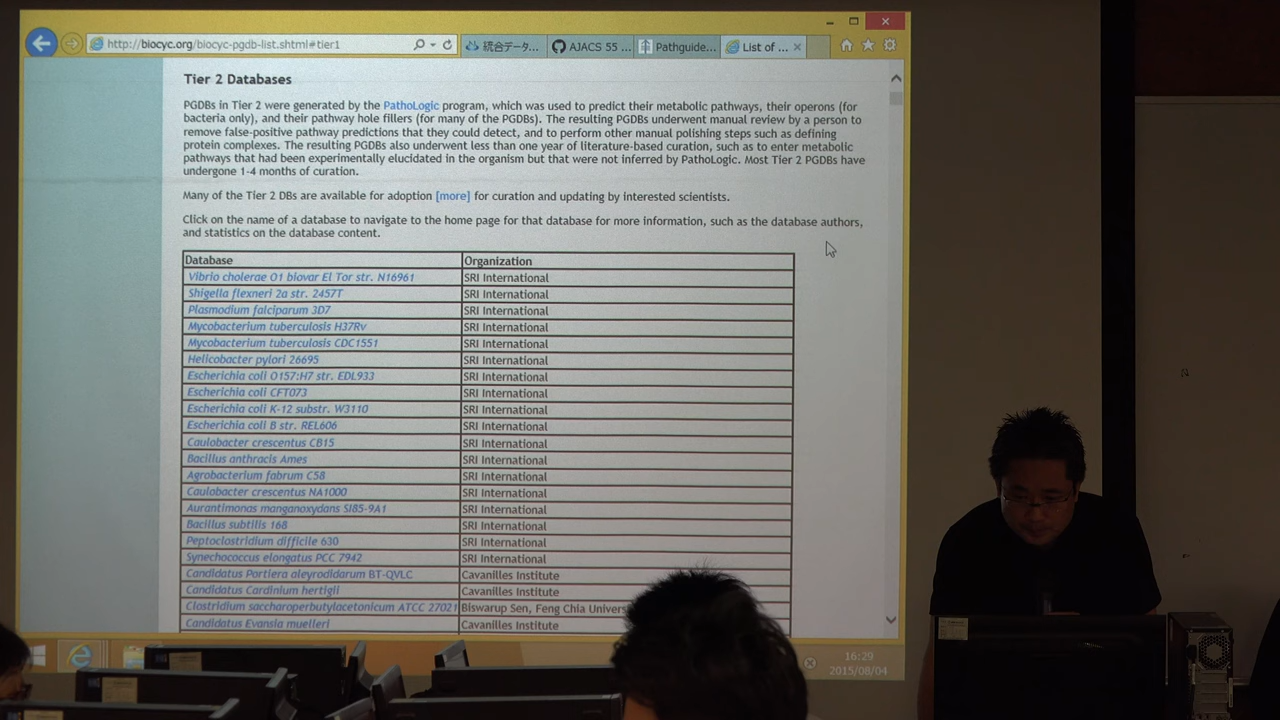 http://biocyc.org/biocyc-pgdb-list.shtml#tier1
統合データ...
AJACS 55 ...
Pathguide...
List of ...
Tier 2 Databases
PGDBs in Tier 2 were generated by the PathoLogic program, which was used to predict their metabolic pathways, their operons (for
bacteria only), and their pathway hole fillers (for many of the PGDBs). The resulting PGDBs underwent manual review by a person to
remove false-positive pathway predictions that they could detect, and to perform other manual polishing steps such as defining
protein complexes. The resulting PGDBs also underwent less than one year of literature-based curation, such as to enter metabolic
pathways that had been experimentally elucidated in the organism but that were not inferred by PathoLogic. Most Tier 2 PGDBs have
undergone 1-4 months of curation.
Many of the Tier 2 DBs are available for adoption [more] for curation and updating by interested scientists.
Click on the name of a database to navigate to the home page for that database for more information, such as the database authors,
and statistics on the database content.
Database Organization
Vibrio cholerae O1 biovar El Tor str. N16961 SRI International
Shigella flexneri 2a str. 2457T SRI International
Plasmodium falciparum 3D7 SRI International
Mycobacterium tuberculosis H37Rv SRI International
Mycobacterium tuberculosis CDC1551 SRI International
Helicobacter pylori 26695 SRI International
Escherichia coli O157:H7 str. EDL933 SRI International
Escherichia coli CFT073 SRI International
Escherichia coli K-12 substr. W3110 SRI International
Escherichia coli B str. REL606 SRI International
Caulobacter crescentus CB15 SRI International
Bacillus anthracis Ames SRI International
Agrobacterium fabrum C58 SRI International
Caulobacter crescentus NA1000 SRI International
Aurantimonas manganoxydans SI85-9A1 SRI International
Bacillus subtilis 168 SRI International
Peptoclostridium difficile 630 SRI International
Synechococcus elongatus PCC 7942 SRI International
Candidatus Portiera aleyrodidarum BT-QVLC Cavanilles Institute
Candidatus Cardinium hertigii Cavanilles Institute
Clostridium saccharoperbutylacetonicum ATCC 27021 Biswarup Sen, Feng Chia Univers
Candidatus Evansia muelleri Cavanilles Institute
16:29
2015/08/04